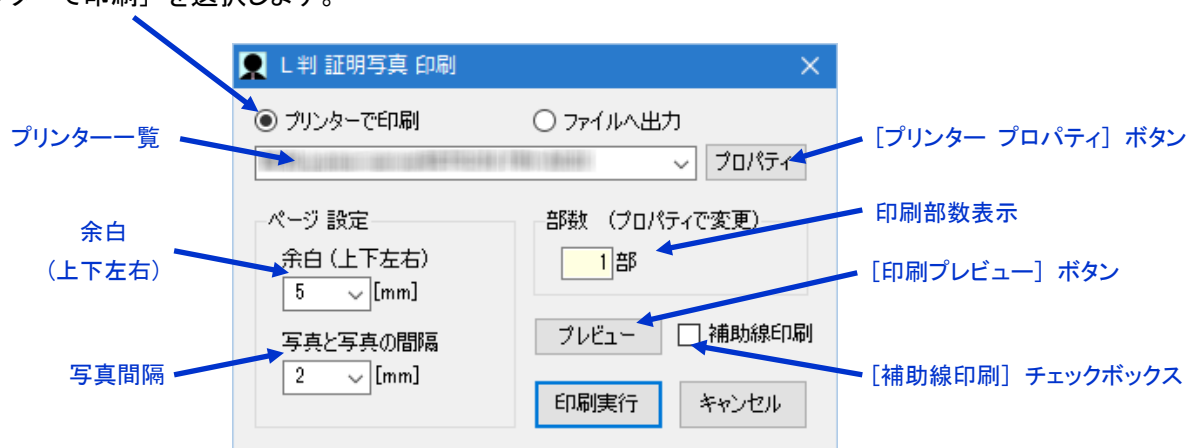 ーで印刷］を選択します。
L判 証明写真 印刷
プリンターで印刷
ファイルへ出力
プリンター一覧
プロパティ
［プリンター プロパティ］ボタン
ページ 設定
部数 （プロパティで変更）
印刷部数表示
余白
（上下左右）
余白（上下左右）
1 部
5 [mm]
［印刷プレビュー］ボタン
写真と写真の間隔
プレビュー
補助線印刷
写真間隔
2 [mm]
［補助線印刷］チェックボックス
印刷実行
キャンセル